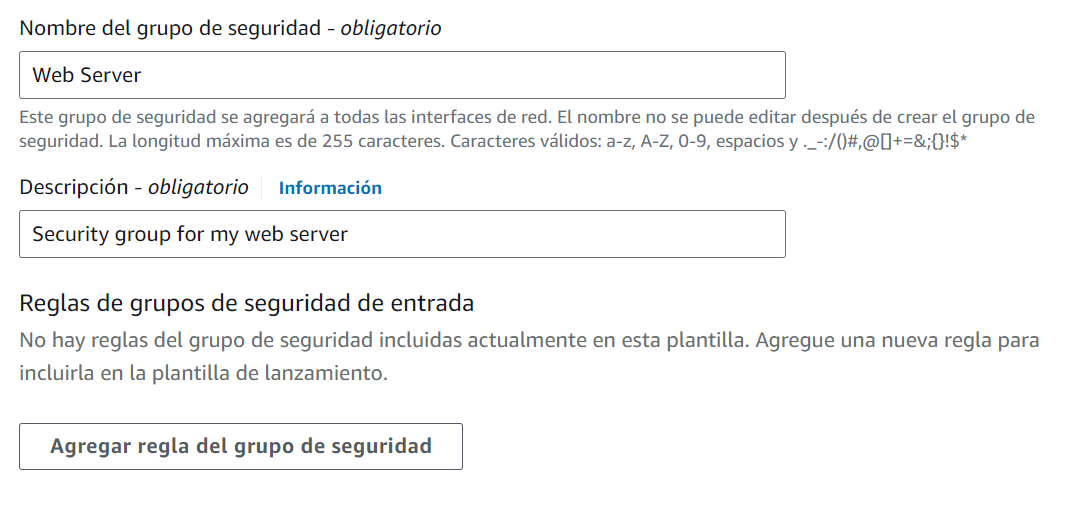 Nombre del grupo de seguridad - obligatorio
Web Server
Este grupo de seguridad se agregará a todas las interfaces de red. El nombre no se puede editar después de crear el grupo de
seguridad. La longitud máxima es de 255 caracteres. Caracteres válidos: a-z, A-Z, 0-9, espacios y ._-:/()#,@[]+=&;{}!$*
Descripción - obligatorio Información
Security group for my web server
Reglas de grupos de seguridad de entrada
No hay reglas del grupo de seguridad incluidas actualmente en esta plantilla. Agregue una nueva regla para
incluirla en la plantilla de lanzamiento.
Agregar regla del grupo de seguridad